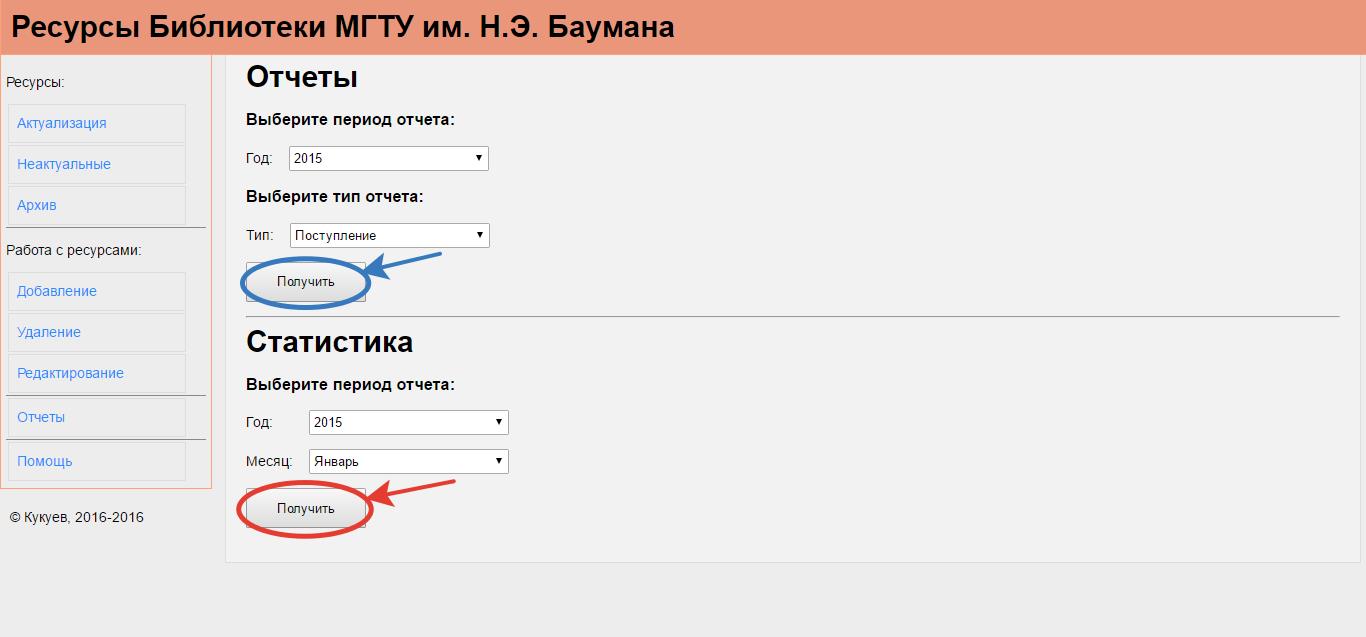 Ресурсы Библиотеки МГТУ им. Н.Э. Баумана
Ресурсы:
Актуализация
Неактуальные
Архив
Работа с ресурсами:
Добавление
Удаление
Редактирование
Отчеты
Помощь
© Кукуев, 2016-2016
Отчеты
Выберите период отчета:
Год: 2015
Выберите тип отчета:
Тип: Поступление
Получить
Статистика
Выберите период отчета:
Год: 2015
Месяц: Январь
Получить